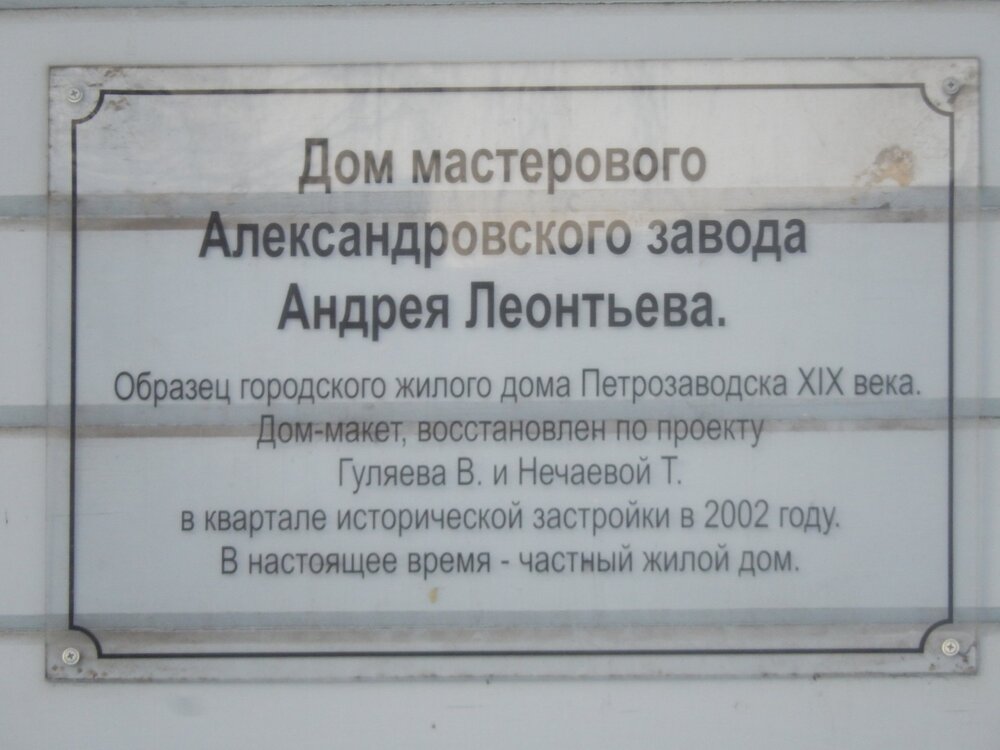 Дом мастерового
Александровского завода
Андрея Леонтьева.
Образец городского жилого дома Петрозаводска XIX века.
Дом-макет, восстановлен по проекту
Гуляева В. и Нечаевой Т.
в квартале исторической застройки в 2002 году.
В настоящее время - частный жилой дом.